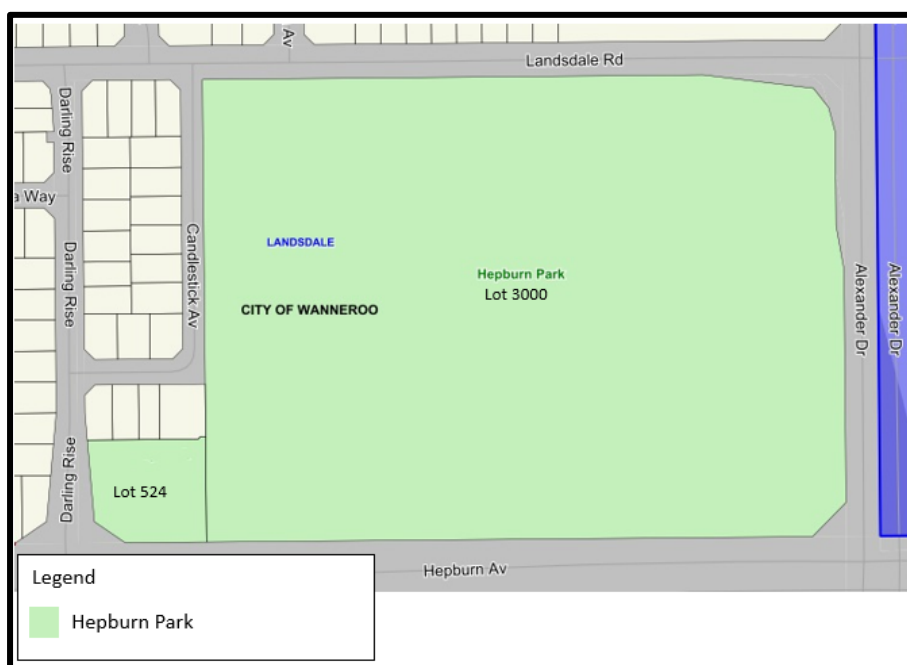 Av
Landsdale Rd
Darling Rise
a Way
Candlestick Av
LANDSDALE
Darling Rise
Hepburn Park
Lot 3000
CITY OF WANNEROO
Alexander Dr
Alexander Dr
Darling Rise
Lot 524
Hepburn Av
Legend
Hepburn Park